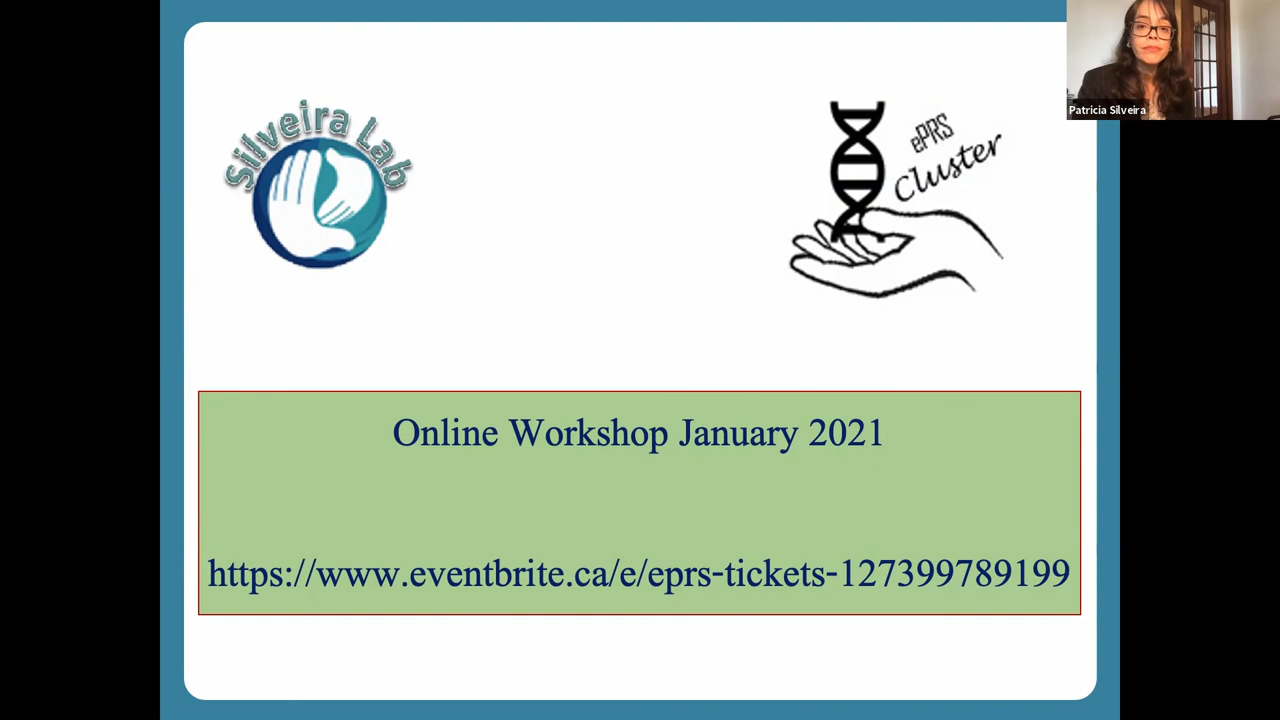 Silveira Lab
ePRS
Cluster
Patricia Silveira
Online Workshop January 2021
https://www.eventbrite.ca/e/eprs-tickets-127399789199